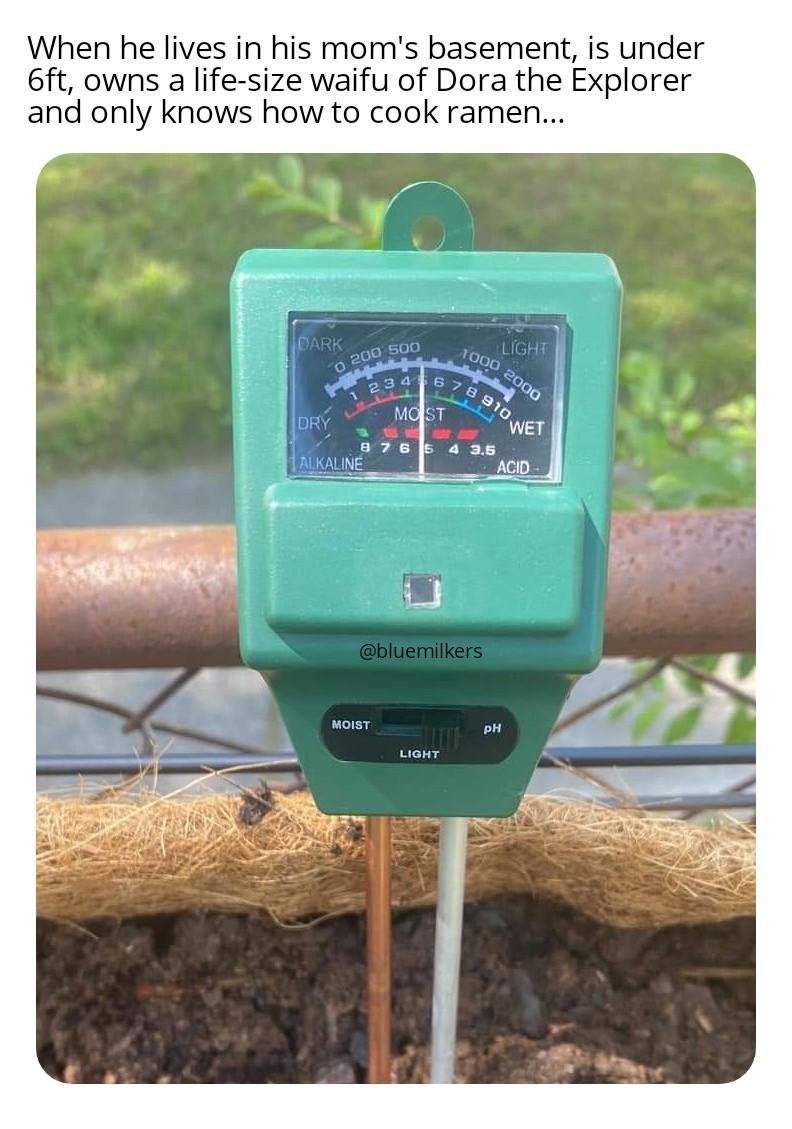 When he lives in his mom's basement, is under
6ft, owns a life-size waifu of Dora the Explorer
and only knows how to cook ramen...
DARK LIGHT
0 200 500 1000 2000
1 2 3 4 5 6 7 8 9 10
DRY MOIST WET
8 7 6 5 4 3.5
ALKALINE ACID
@bluemilkers
MOIST pH
LIGHT